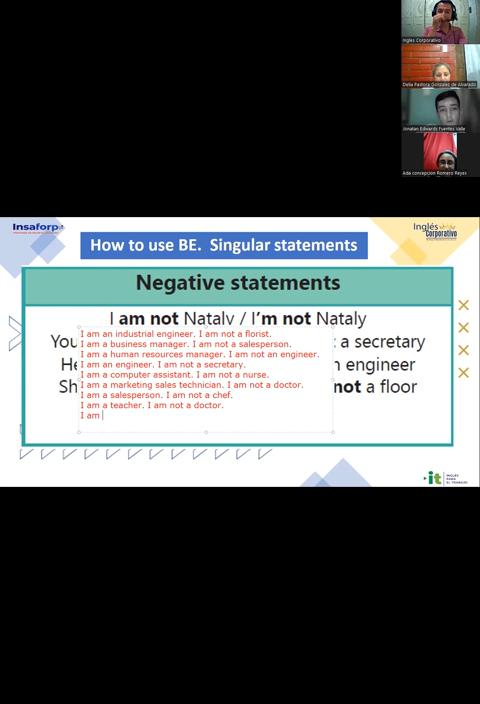 Inglés Corporativo
Delia Pastora Gonzales de Alvarado
Jonatan Edwards Fuentes Valle
Ada concepcion Romero Reyes
Insaforp
Inglés
Corporativo
How to use BE. Singular statements
Negative statements
I am not Nataly / I'm not Nataly
I am an industrial engineer. I am not a florist.
I am a business manager. I am not a salesperson.
I am a human resources manager. I am not an engineer.
I am an engineer. I am not a secretary.
I am a computer assistant. I am not a nurse.
I am a marketing sales technician. I am not a doctor.
I am a salesperson. I am not a chef.
I am a teacher. I am not a doctor.
I am
You
a secretary
He
engineer
Sh
not a floor
it
INGLÉS
PARA
EL TRABAJO